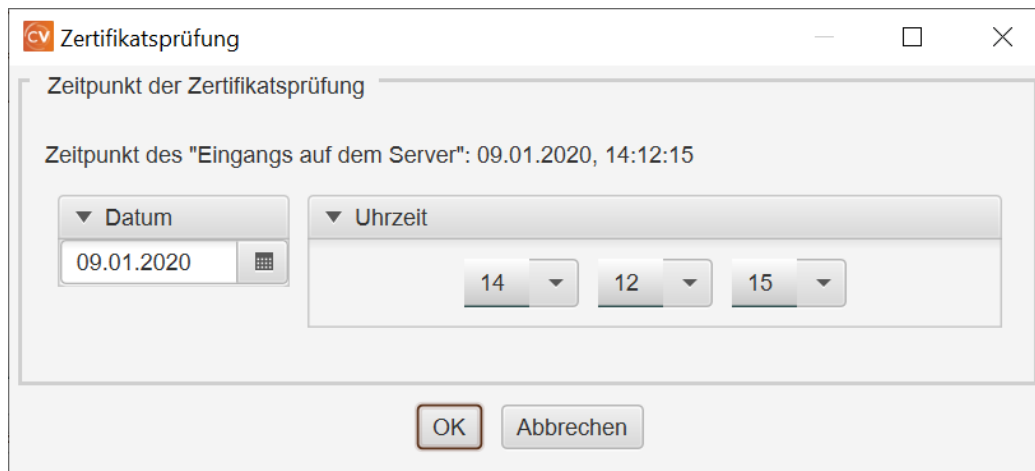 CV Zertifikatsprüfung
Zeitpunkt der Zertifikatsprüfung
Zeitpunkt des "Eingangs auf dem Server": 09.01.2020, 14:12:15
Datum Uhrzeit
09.01.2020
14 12 15
OK Abbrechen